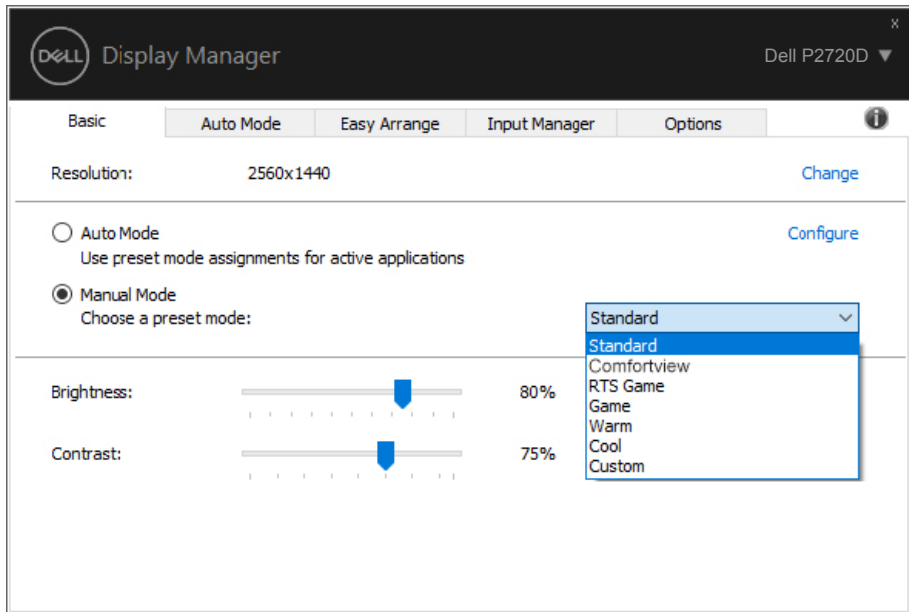 x
DELL Display Manager
Dell P2720D ▼
Basic Auto Mode Easy Arrange Input Manager Options i
Resolution: 2560x1440 Change
Auto Mode Configure
Use preset mode assignments for active applications
Manual Mode
Choose a preset mode: Standard
Standard
Comfortview
RTS Game
Game
Warm
Cool
Custom
Brightness: 80%
Contrast: 75%